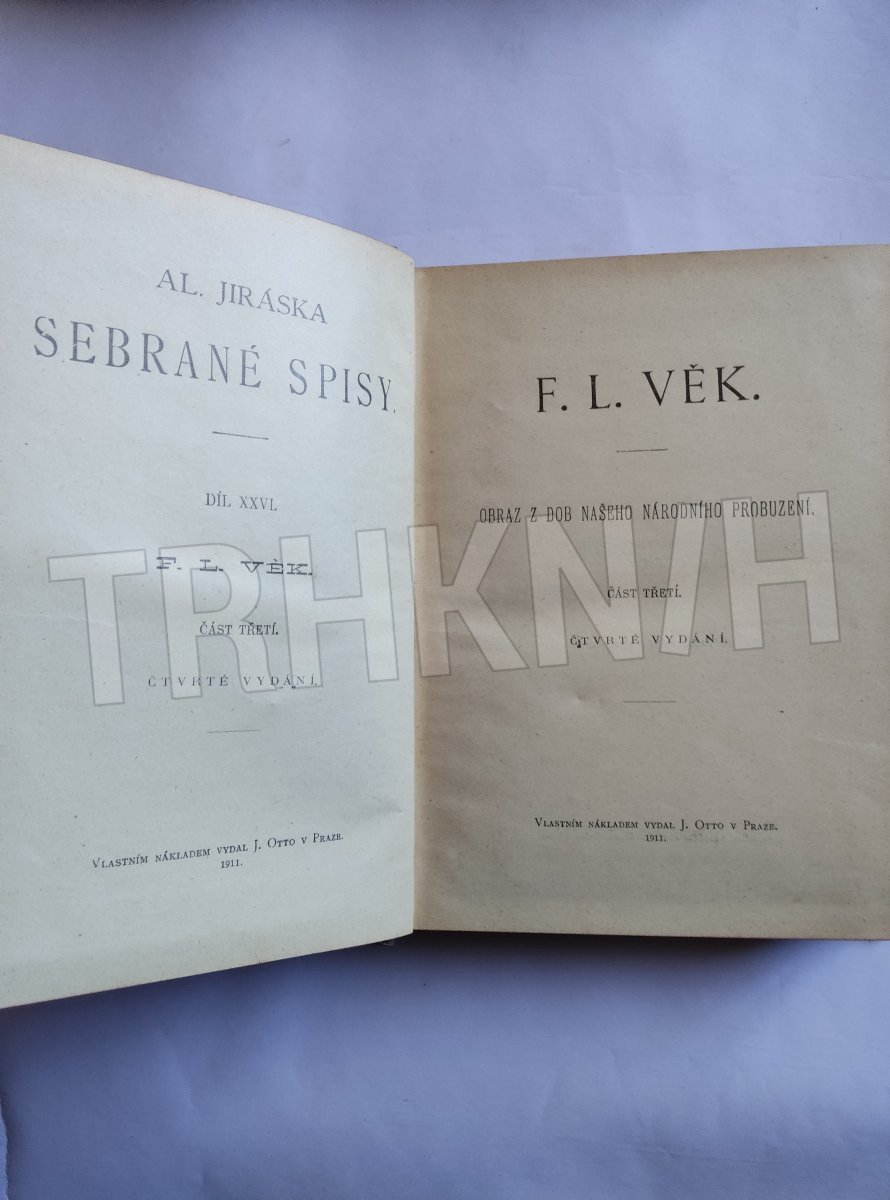 AL. JIRÁSKA
SEBRANÉ SPISY.
DÍL XXVI.
F. L. VĚK.
ČÁST TŘETÍ.
ČTVRTÉ VYDÁNÍ.
VLASTNÍM NÁKLADEM VYDAL J. OTTO V PRAZE.
1911.
F. L. VĚK.
OBRAZ Z DOB NAŠEHO NÁRODNÍHO PROBUZENÍ.
ČÁST TŘETÍ.
ČTVRTÉ VYDÁNÍ.
VLASTNÍM NÁKLADEM VYDAL J. OTTO V PRAZE.
1911.
TRHKNIH